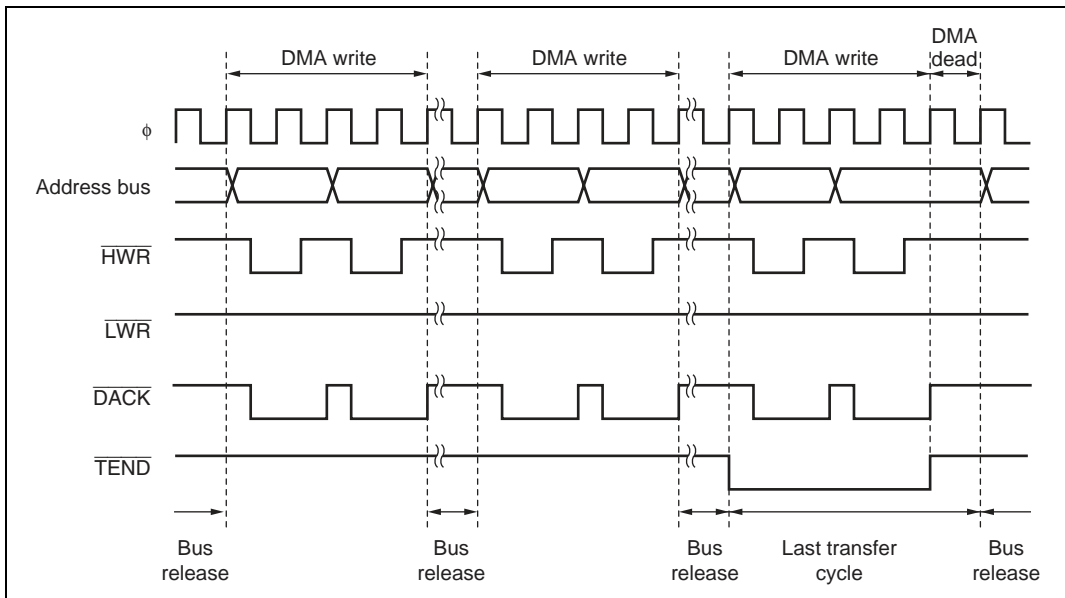 DMA write
DMA write
DMA write
DMA
dead
φ
Address bus
HWR
LWR
DACK
TEND
Bus
release
Bus
release
Bus
release
Last transfer
cycle
Bus
release